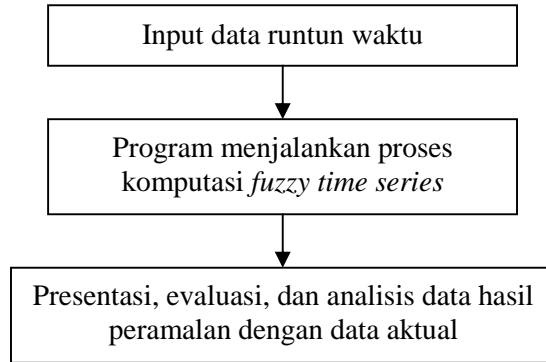 Input data runtun waktu
Program menjalankan proses
komputasi fuzzy time series
Presentasi, evaluasi, dan analisis data hasil
peramalan dengan data aktual